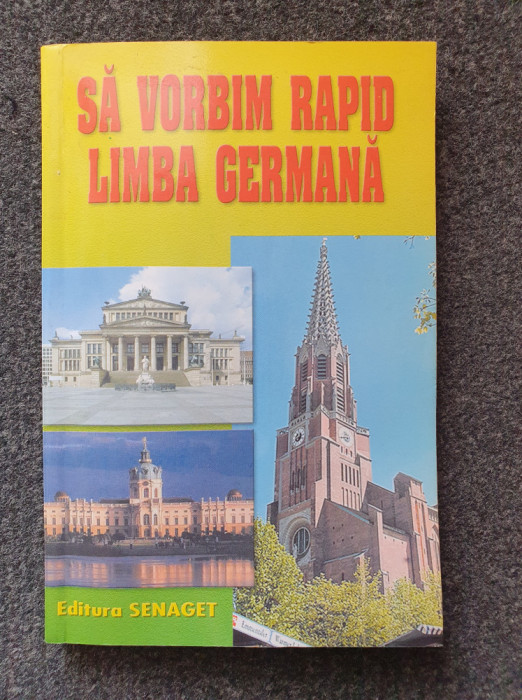 SĂ VORBIM RAPID
LIMBA GERMANĂ
Editura SENAGET